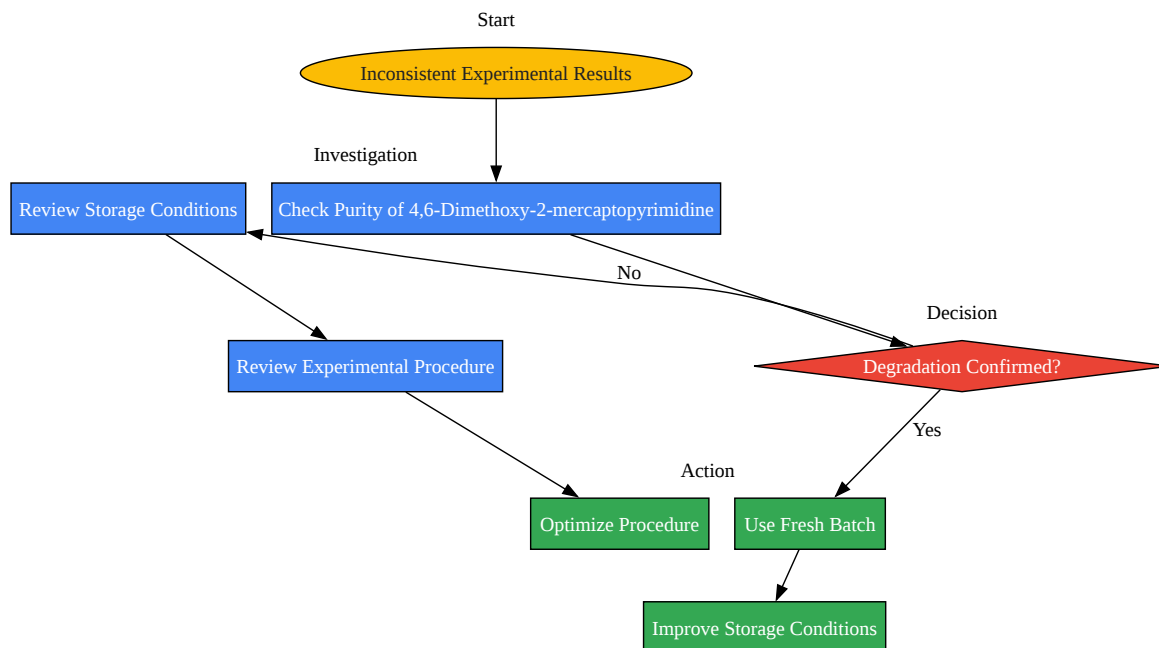 Start
Inconsistent Experimental Results
Investigation
Review Storage Conditions
Check Purity of 4,6-Dimethoxy-2-mercaptopyrimidine
No
Decision
Review Experimental Procedure
Degradation Confirmed?
Yes
Action
Optimize Procedure
Use Fresh Batch
Improve Storage Conditions